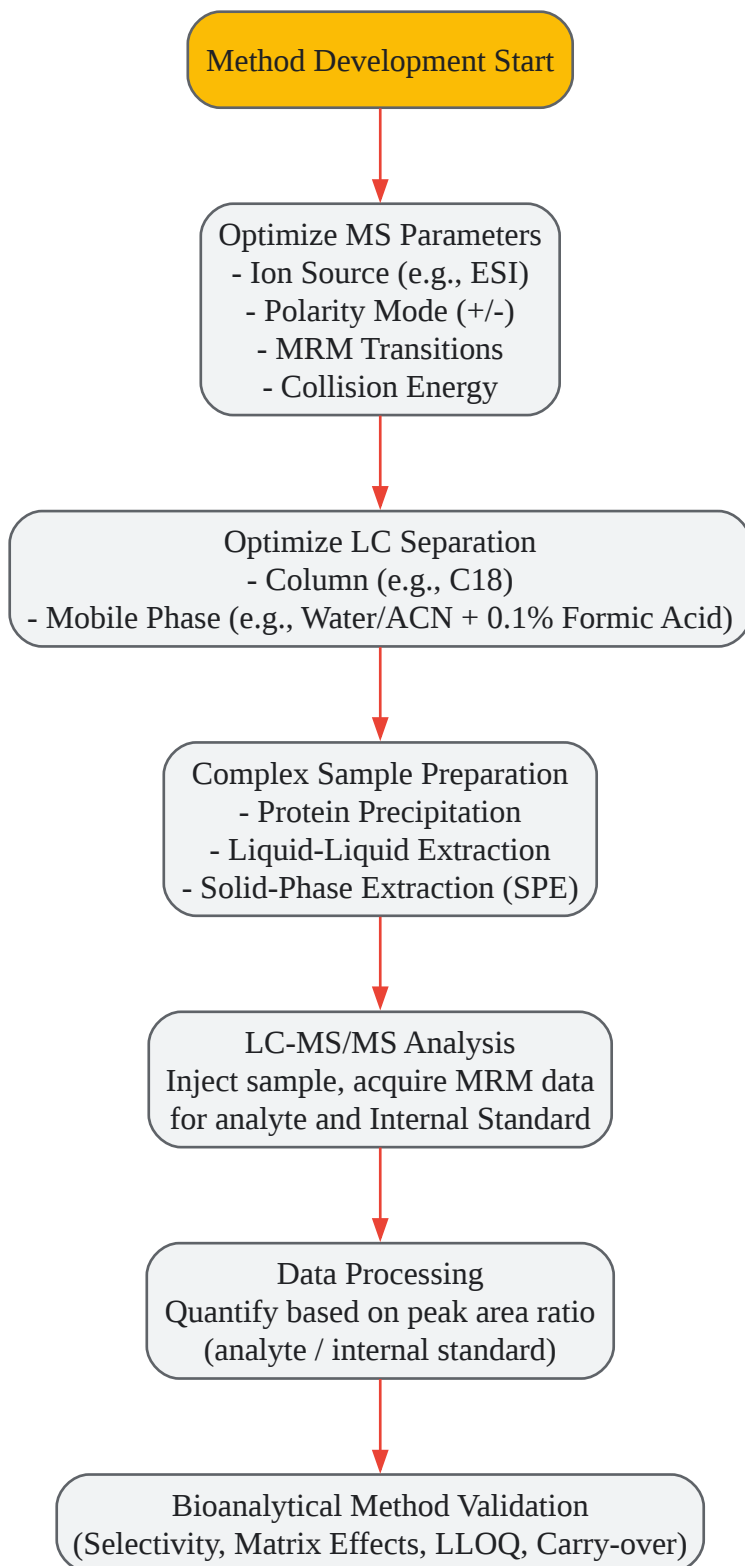 Method Development Start
Optimize MS Parameters
- Ion Source (e.g., ESI)
- Polarity Mode (+/-)
- MRM Transitions
- Collision Energy
Optimize LC Separation
- Column (e.g., C18)
- Mobile Phase (e.g., Water/ACN + 0.1% Formic Acid)
Complex Sample Preparation
- Protein Precipitation
- Liquid-Liquid Extraction
- Solid-Phase Extraction (SPE)
LC-MS/MS Analysis
Inject sample, acquire MRM data
for analyte and Internal Standard
Data Processing
Quantify based on peak area ratio
(analyte / internal standard)
Bioanalytical Method Validation
(Selectivity, Matrix Effects, LLOQ, Carry-over)